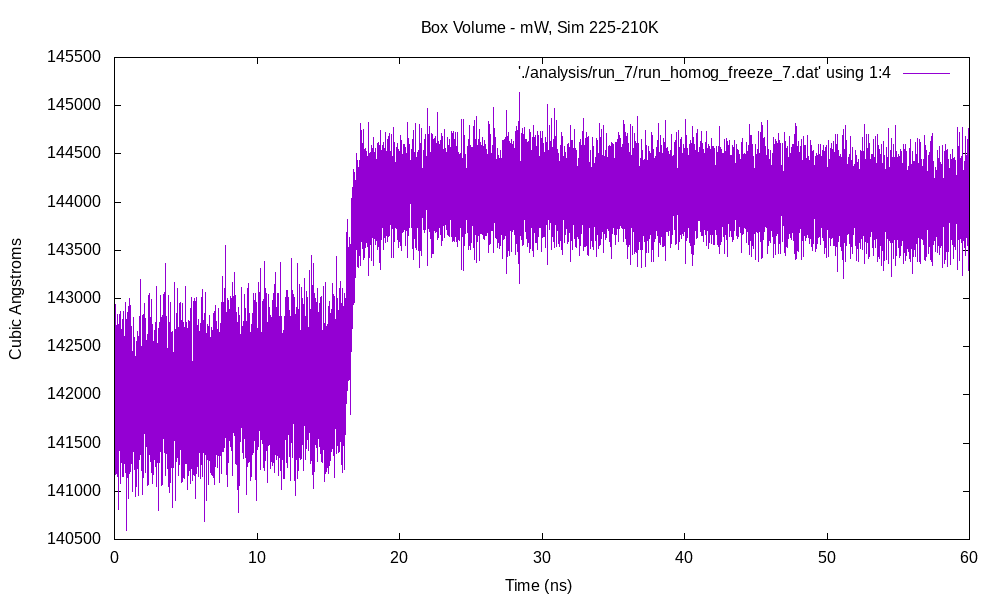 Box Volume - mW, Sim 225-210K
'./analysis/run_7/run_homog_freeze_7.dat' using 1:4
145500
145000
144500
144000
143500
143000
142500
142000
141500
141000
140500
Cubic Angstroms
0 10 20 30 40 50 60
Time (ns)